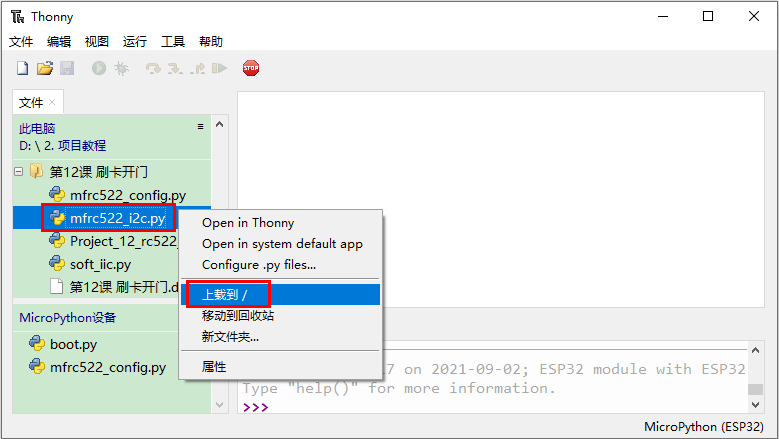 Thonny
文件 编辑 视图 运行 工具 帮助
STOP
文件
此电脑
D: \ 2. 项目教程
第12课 刷卡开门
mfrc522_config.py
mfrc522_i2c.py
Project_12_rc522_
soft_iic.py
第12课 刷卡开门.d
Open in Thonny
Open in system default app
Configure .py files...
上载到 /
移动到回收站
新文件夹...
属性
MicroPython设备
boot.py
mfrc522_config.py
7 on 2021-09-02; ESP32 module with ESP32
Type "help()" for more information.
>>>
MicroPython (ESP32)